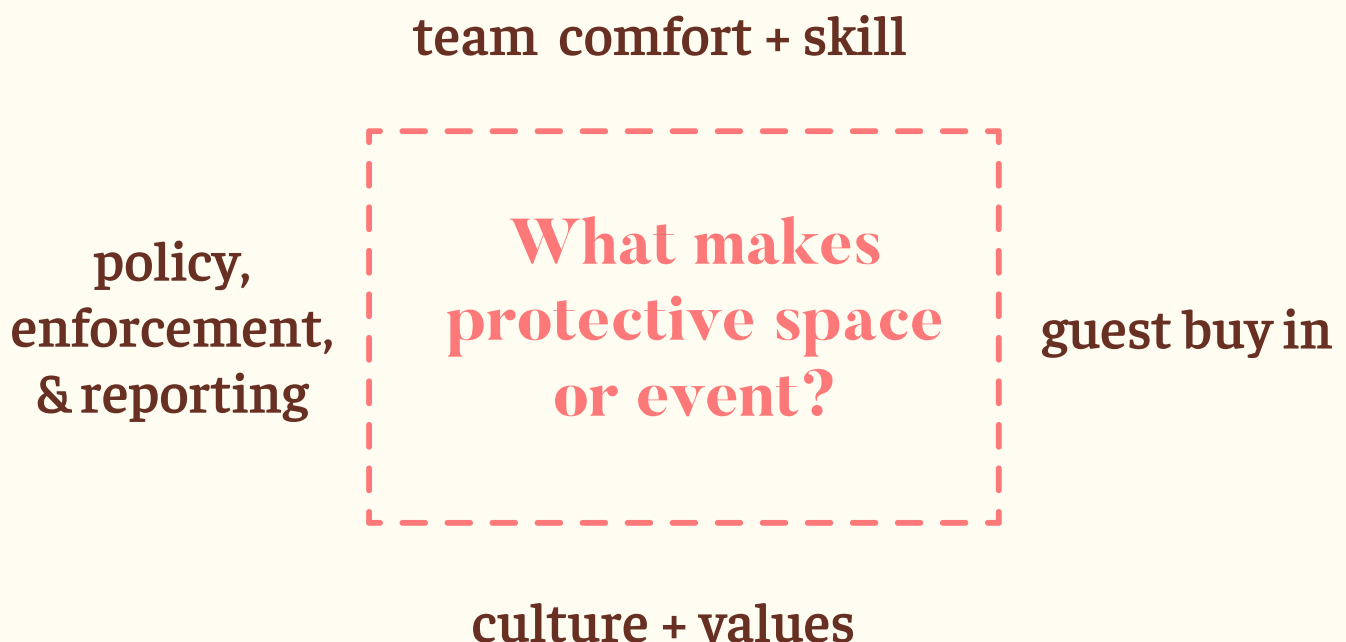 team comfort + skill
What makes
protective space
or event?
policy,
enforcement,
& reporting
guest buy in
culture + values